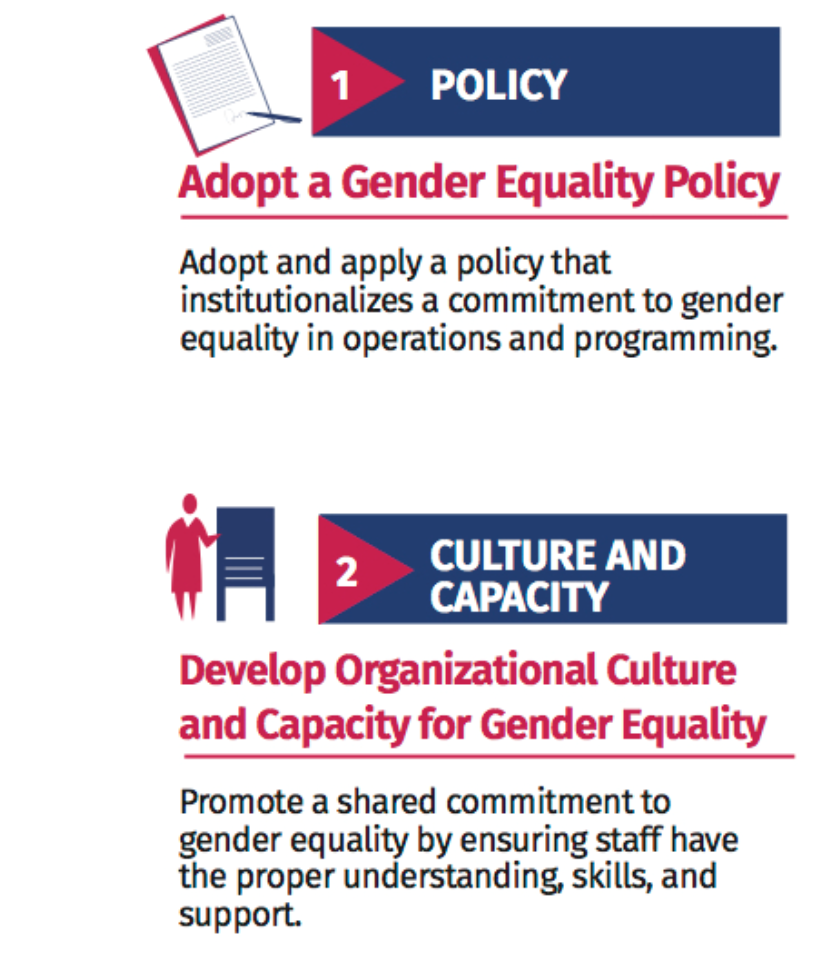 1 POLICY
Adopt a Gender Equality Policy
Adopt and apply a policy that
institutionalizes a commitment to gender
equality in operations and programming.
2 CULTURE AND
CAPACITY
Develop Organizational Culture
and Capacity for Gender Equality
Promote a shared commitment to
gender equality by ensuring staff have
the proper understanding, skills, and
support.